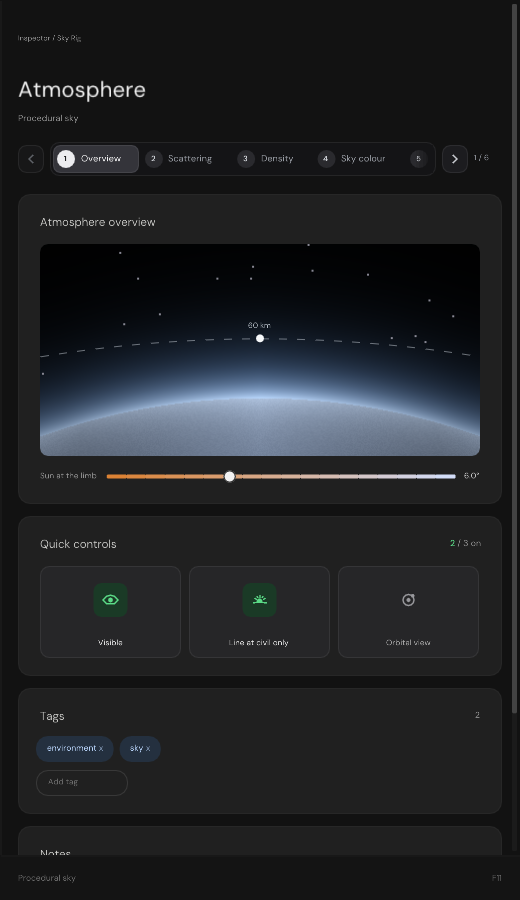 Inspector / Sky Rig
Atmosphere
Procedural sky
1 Overview 2 Scattering 3 Density 4 Sky colour 5 1 / 6
Atmosphere overview
60 km
Sun at the limb 6.0°
Quick controls 2 / 3 on
Visible Line at civil only Orbital view
Tags 2
environment x sky x
Add tag
Notes
Procedural sky F11